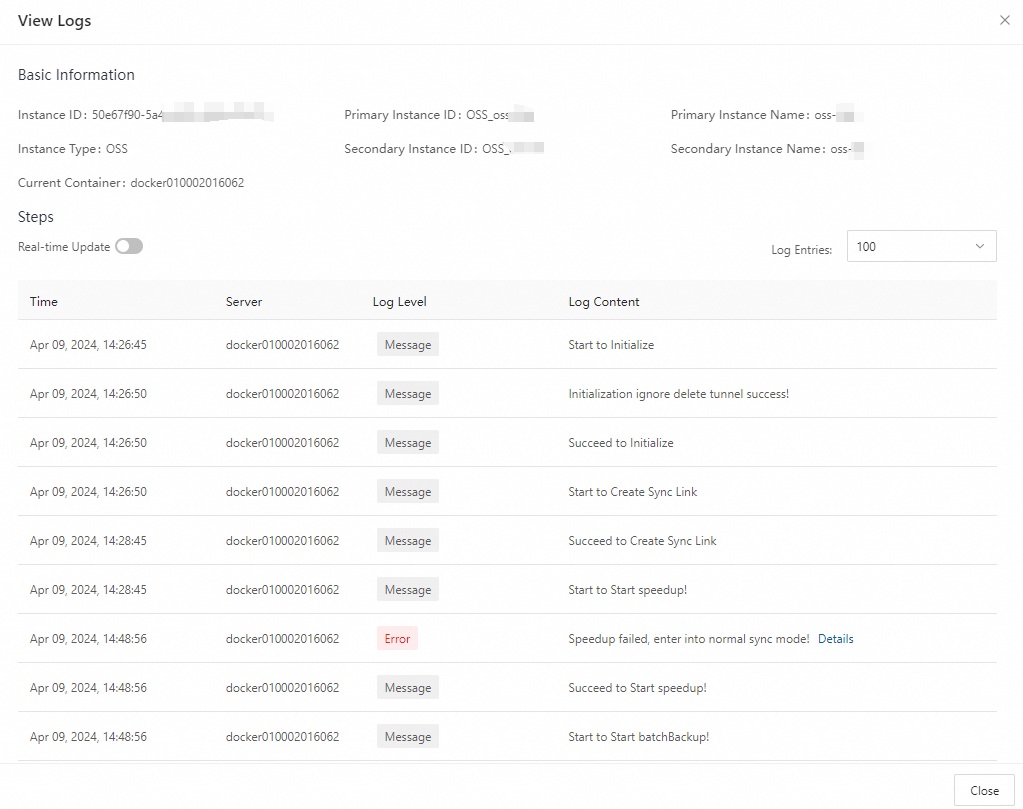 View Logs
Basic Information
Instance ID: 50e67f90-5a4
Primary Instance ID: OSS_oss
Primary Instance Name: oss-
Instance Type: OSS
Secondary Instance ID: OSS_
Secondary Instance Name: oss-
Current Container: docker010002016062
Steps
Real-time Update
Log Entries: 100
Time Server Log Level Log Content
Apr 09, 2024, 14:26:45 docker010002016062 Message Start to Initialize
Apr 09, 2024, 14:26:50 docker010002016062 Message Initialization ignore delete tunnel success!
Apr 09, 2024, 14:26:50 docker010002016062 Message Succeed to Initialize
Apr 09, 2024, 14:26:50 docker010002016062 Message Start to Create Sync Link
Apr 09, 2024, 14:28:45 docker010002016062 Message Succeed to Create Sync Link
Apr 09, 2024, 14:28:45 docker010002016062 Message Start to Start speedup!
Apr 09, 2024, 14:48:56 docker010002016062 Error Speedup failed, enter into normal sync mode! Details
Apr 09, 2024, 14:48:56 docker010002016062 Message Succeed to Start speedup!
Apr 09, 2024, 14:48:56 docker010002016062 Message Start to Start batchBackup!
Close